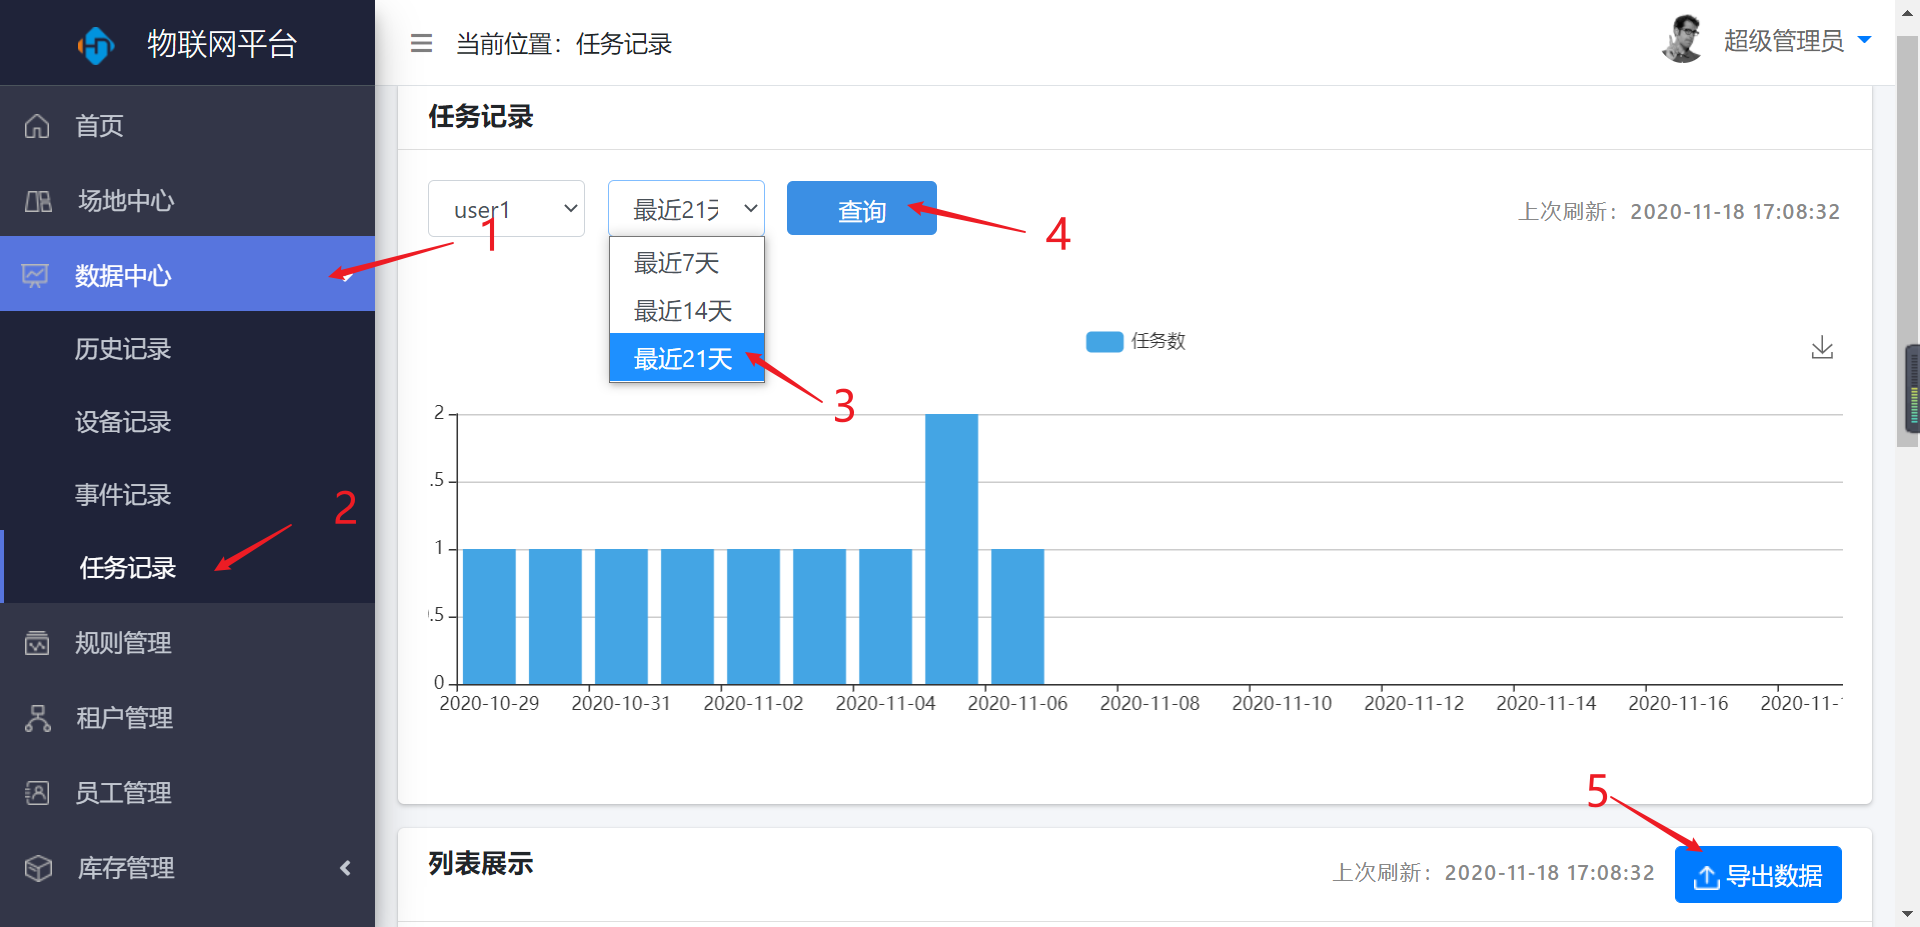 物联网平台
当前位置：任务记录
超级管理员
首页
场地中心
数据中心
历史记录
设备记录
事件记录
任务记录
规则管理
租户管理
员工管理
库存管理
任务记录
user1
最近21天
查询
上次刷新：2020-11-18 17:08:32
最近7天
最近14天
最近21天
1
2
3
4
5
任务数
2
.5
1
.5
0
2020-10-29
2020-10-31
2020-11-02
2020-11-04
2020-11-06
2020-11-08
2020-11-10
2020-11-12
2020-11-14
2020-11-16
2020-11-1
列表展示
上次刷新：2020-11-18 17:08:32
导出数据